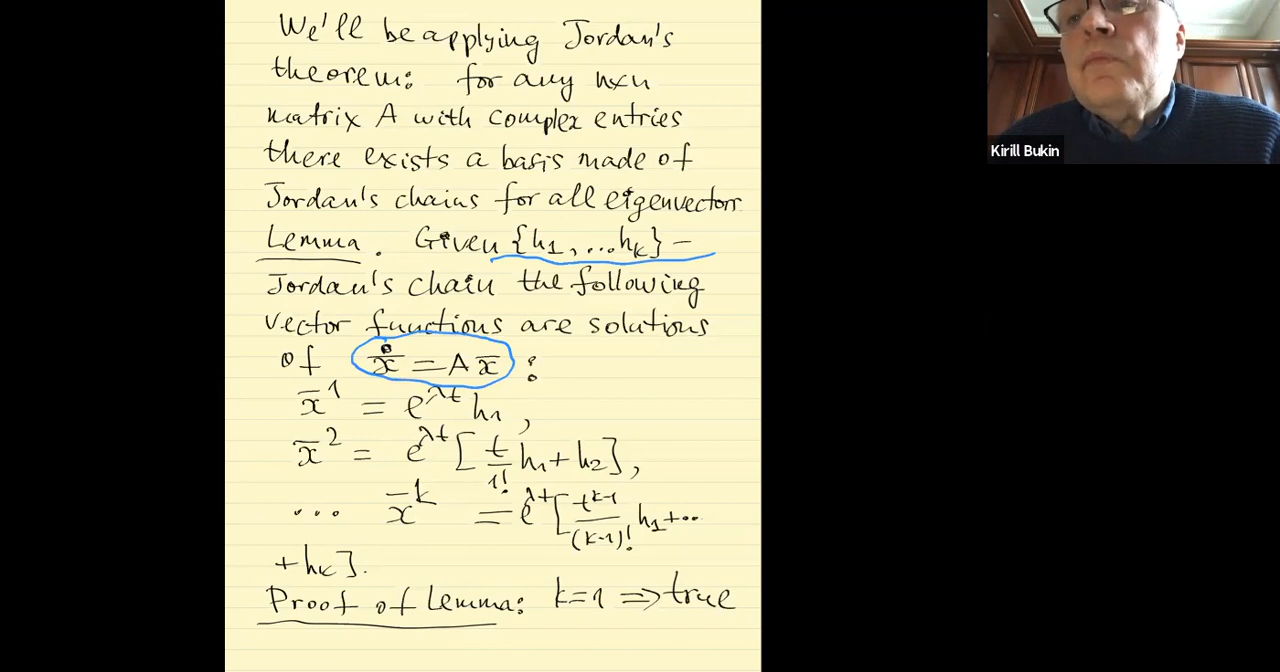 We'll be applying Jordan's
theorem: for any nxn
matrix A with complex entries
there exists a basis made of
Jordan's chains for all eigenvectors
Lemma. Given {h₁,...hₖ} –
Jordan's chain the following
vector functions are solutions
of ẋ̅ = A x̅ :
x̅¹ = e^{λt} h₁,
x̅² = e^{λt} [t/1! h₁ + h₂],
... x̅ᵏ = e^{λt} [t^{k-1}/(k-1)! h₁ + ...
+ hₖ].
Proof of Lemma: k=1 ⇒ true
Kirill Bukin